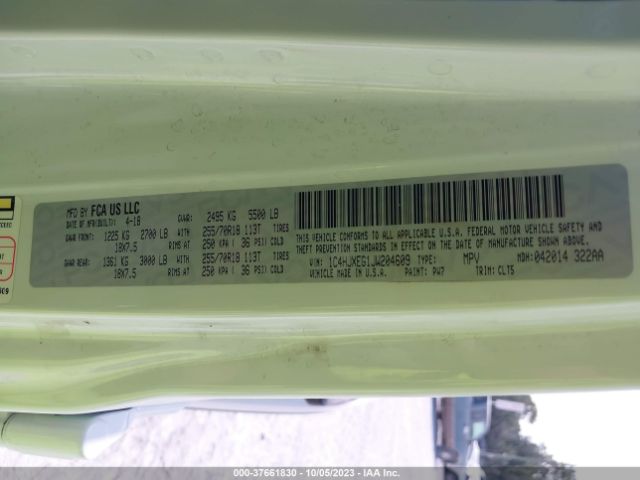 MFD BY FCA US LLC
DATE OF MFR(BUILT): 4-18 GVWR: 2495 KG 5500 LB
GAWR FRONT: 1225 KG 2700 LB WITH 255/70R18 113T TIRES
18X7.5 RIMS AT 250 KPA ( 36 PSI) COLD
GAWR REAR: 1361 KG 3000 LB WITH 255/70R18 113T TIRES
18X7.5 RIMS AT 250 KPA ( 36 PSI) COLD
THIS VEHICLE CONFORMS TO ALL APPLICABLE U.S.A. FEDERAL MOTOR VEHICLE SAFETY AND
THEFT PREVENTION STANDARDS IN EFFECT ON THE DATE OF MANUFACTURE SHOWN ABOVE.
MADE IN U.S.A.
VIN: 1C4HJXEG1JW204609 TYPE: MPV MDH: 042014 322AA
PAINT: PW7 TRIM: CLT5
000-37661830 - 10/05/2023 - IAA Inc.